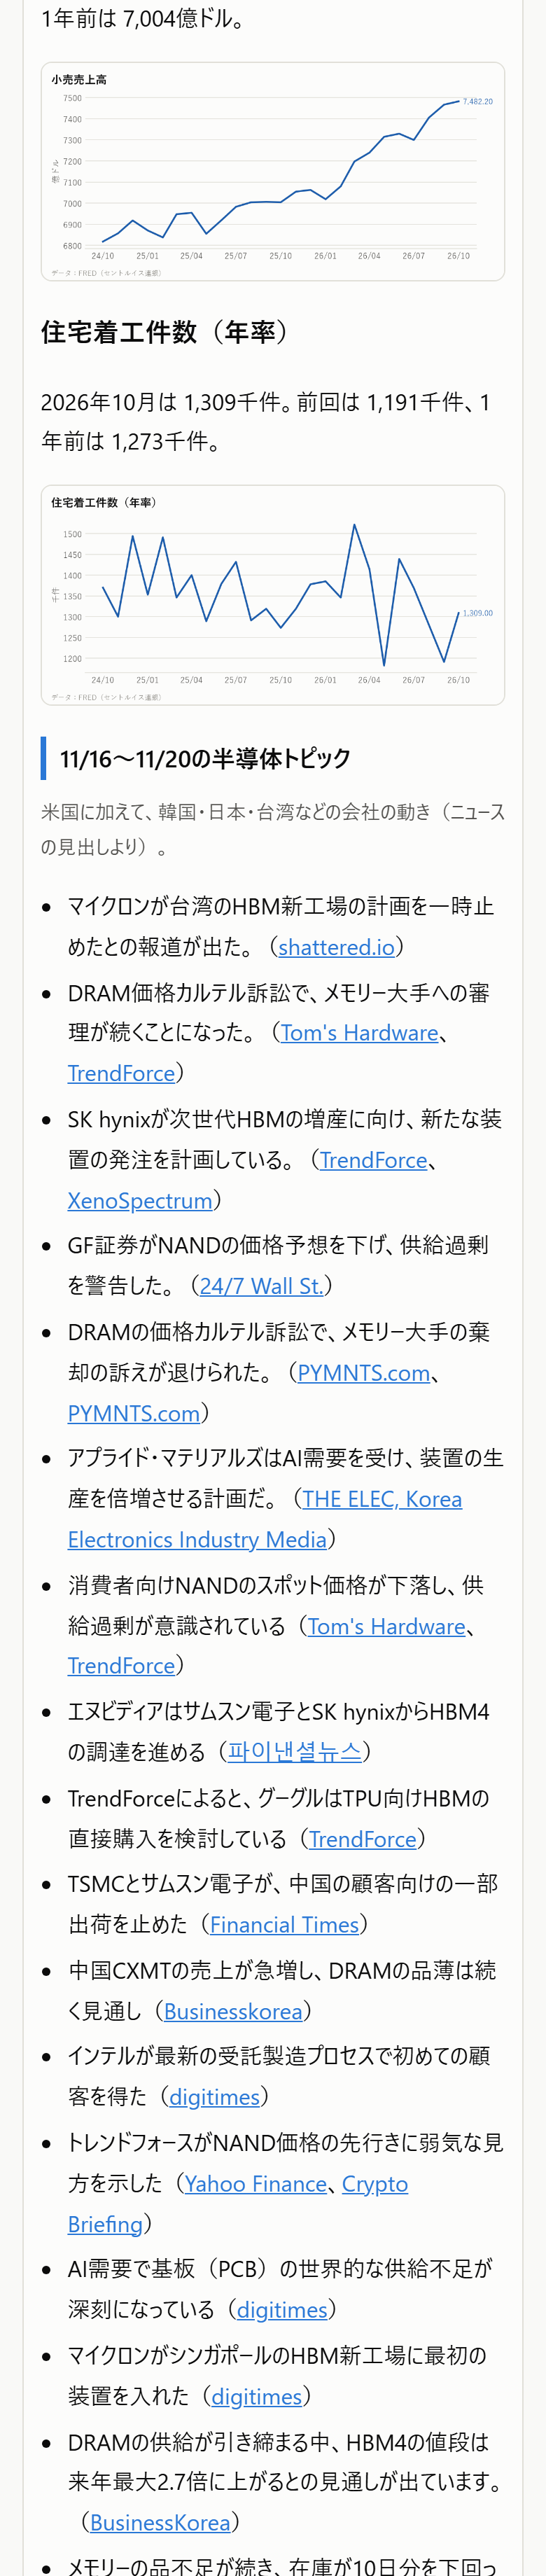 1年前は 7,004億ドル。
小売売上高
7500
7400
7300
7200
7100
7000
6900
6800
億ドル
7,482.20
24/10 25/01 25/04 25/07 25/10 26/01 26/04 26/07 26/10
データ：FRED（セントルイス連銀）
住宅着工件数（年率）
2026年10月は 1,309千件。前回は 1,191千件、1
年前は 1,273千件。
住宅着工件数（年率）
1500
1450
1400
1350
1300
1250
1200
千件
1,309.00
24/10 25/01 25/04 25/07 25/10 26/01 26/04 26/07 26/10
データ：FRED（セントルイス連銀）
11/16〜11/20の半導体トピック
米国に加えて、韓国・日本・台湾などの会社の動き（ニュース
の見出しより）。
• マイクロンが台湾のHBM新工場の計画を一時止
めたとの報道が出た。（shattered.io）
• DRAM価格カルテル訴訟で、メモリー大手への審
理が続くことになった。（Tom's Hardware、
TrendForce）
• SK hynixが次世代HBMの増産に向け、新たな装
置の発注を計画している。（TrendForce、
XenoSpectrum）
• GF証券がNANDの価格予想を下げ、供給過剰
を警告した。（24/7 Wall St.）
• DRAMの価格カルテル訴訟で、メモリー大手の棄
却の訴えが退けられた。（PYMNTS.com、
PYMNTS.com）
• アプライド・マテリアルズはAI需要を受け、装置の生
産を倍増させる計画だ。（THE ELEC, Korea
Electronics Industry Media）
• 消費者向けNANDのスポット価格が下落し、供
給過剰が意識されている（Tom's Hardware、
TrendForce）
• エヌビディアはサムスン電子とSK hynixからHBM4
の調達を進める（파이낸셜뉴스）
• TrendForceによると、グーグルはTPU向けHBMの
直接購入を検討している（TrendForce）
• TSMCとサムスン電子が、中国の顧客向けの一部
出荷を止めた（Financial Times）
• 中国CXMTの売上が急増し、DRAMの品薄は続
く見通し（Businesskorea）
• インテルが最新の受託製造プロセスで初めての顧
客を得た（digitimes）
• トレンドフォースがNAND価格の先行きに弱気な見
方を示した（Yahoo Finance、Crypto
Briefing）
• AI需要で基板（PCB）の世界的な供給不足が
深刻になっている（digitimes）
• マイクロンがシンガポールのHBM新工場に最初の
装置を入れた（digitimes）
• DRAMの供給が引き締まる中、HBM4の値段は
来年最大2.7倍に上がるとの見通しが出ています。
（BusinessKorea）
• メモリーの品不足が続き、在庫が10日分を下回っ